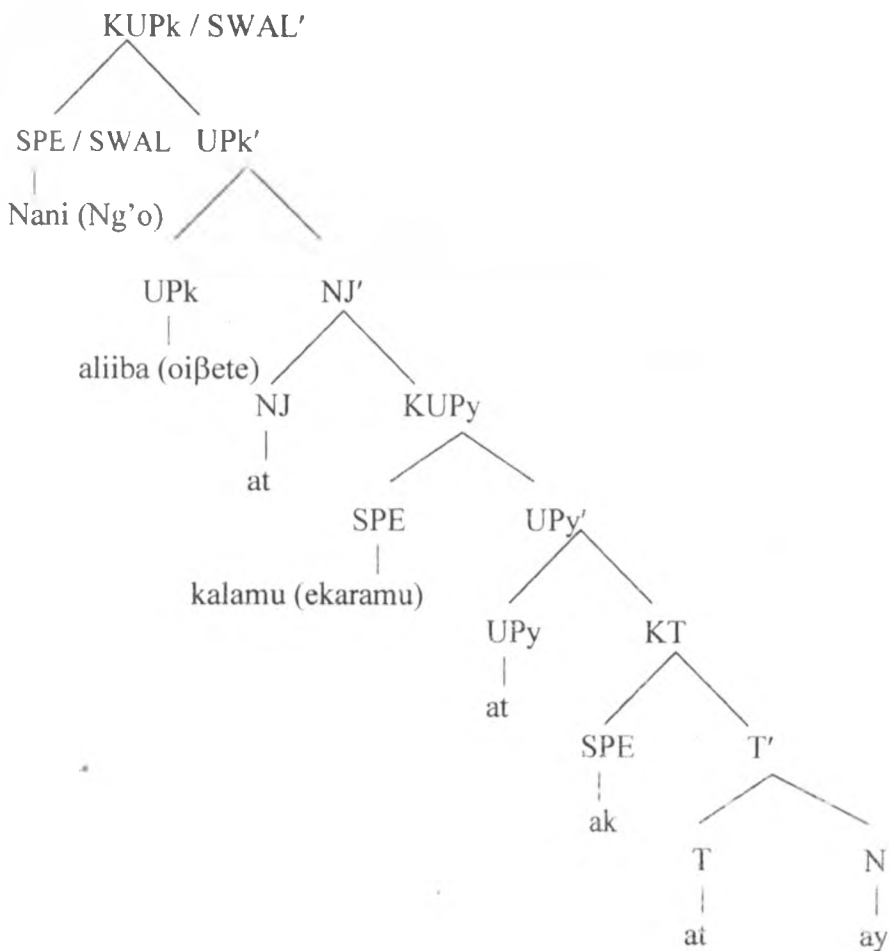 KUPk / SWAL′
SPE / SWAL UPk′
Nani (Ng’o)
UPk NJ′
aliiba (oiβete)
NJ KUPy
at
SPE UPy′
kalamu (ekaramu)
UPy KT
at
SPE T′
ak
T N
at ay